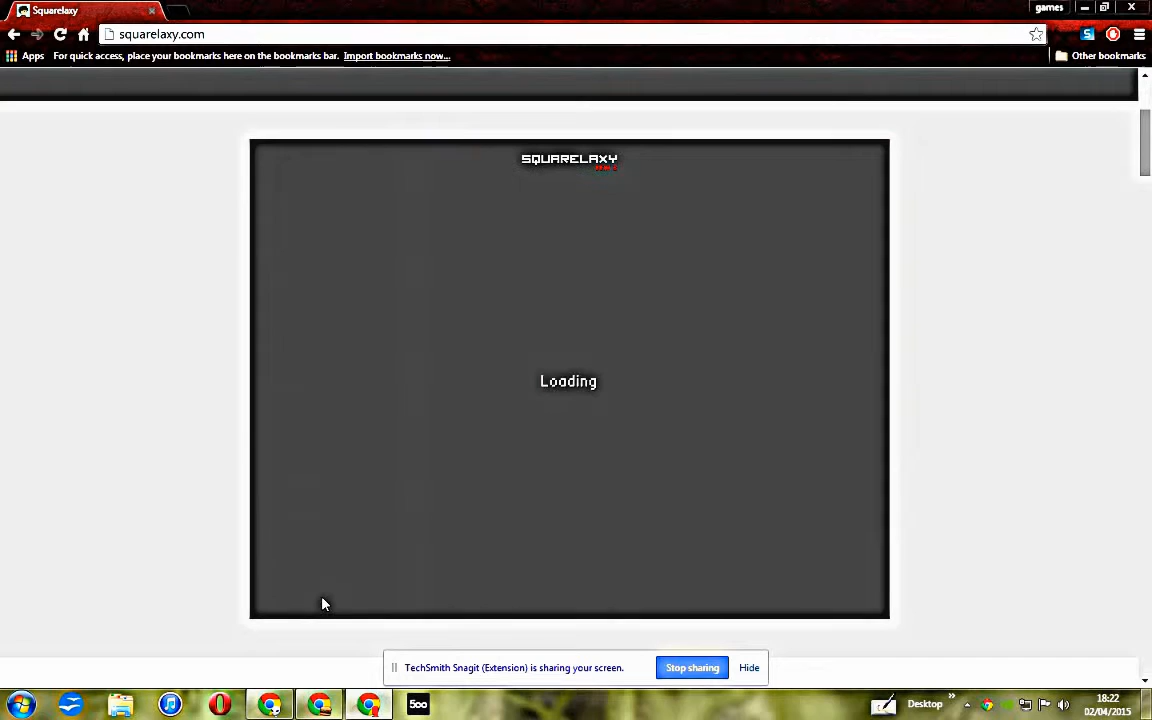 Squarelaxy
games
squarelaxy.com
Apps For quick access, place your bookmarks here on the bookmarks bar. Import bookmarks now... Other bookmarks
SQUARELAXY
Loading
TechSmith Snagit (Extension) is sharing your screen. Stop sharing Hide
500 Desktop
18:22
02/04/2015